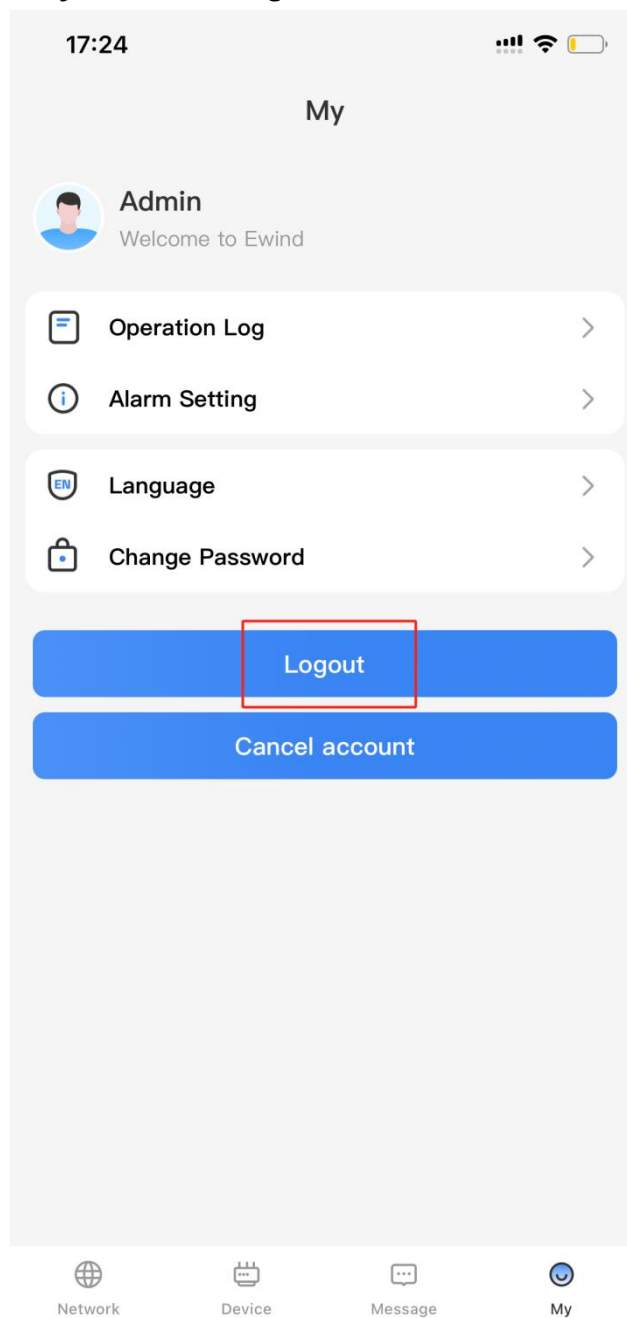 17:24
My
Admin
Welcome to Ewind
Operation Log
Alarm Setting
EN
Language
Change Password
Logout
Cancel account
Network
Device
Message
My